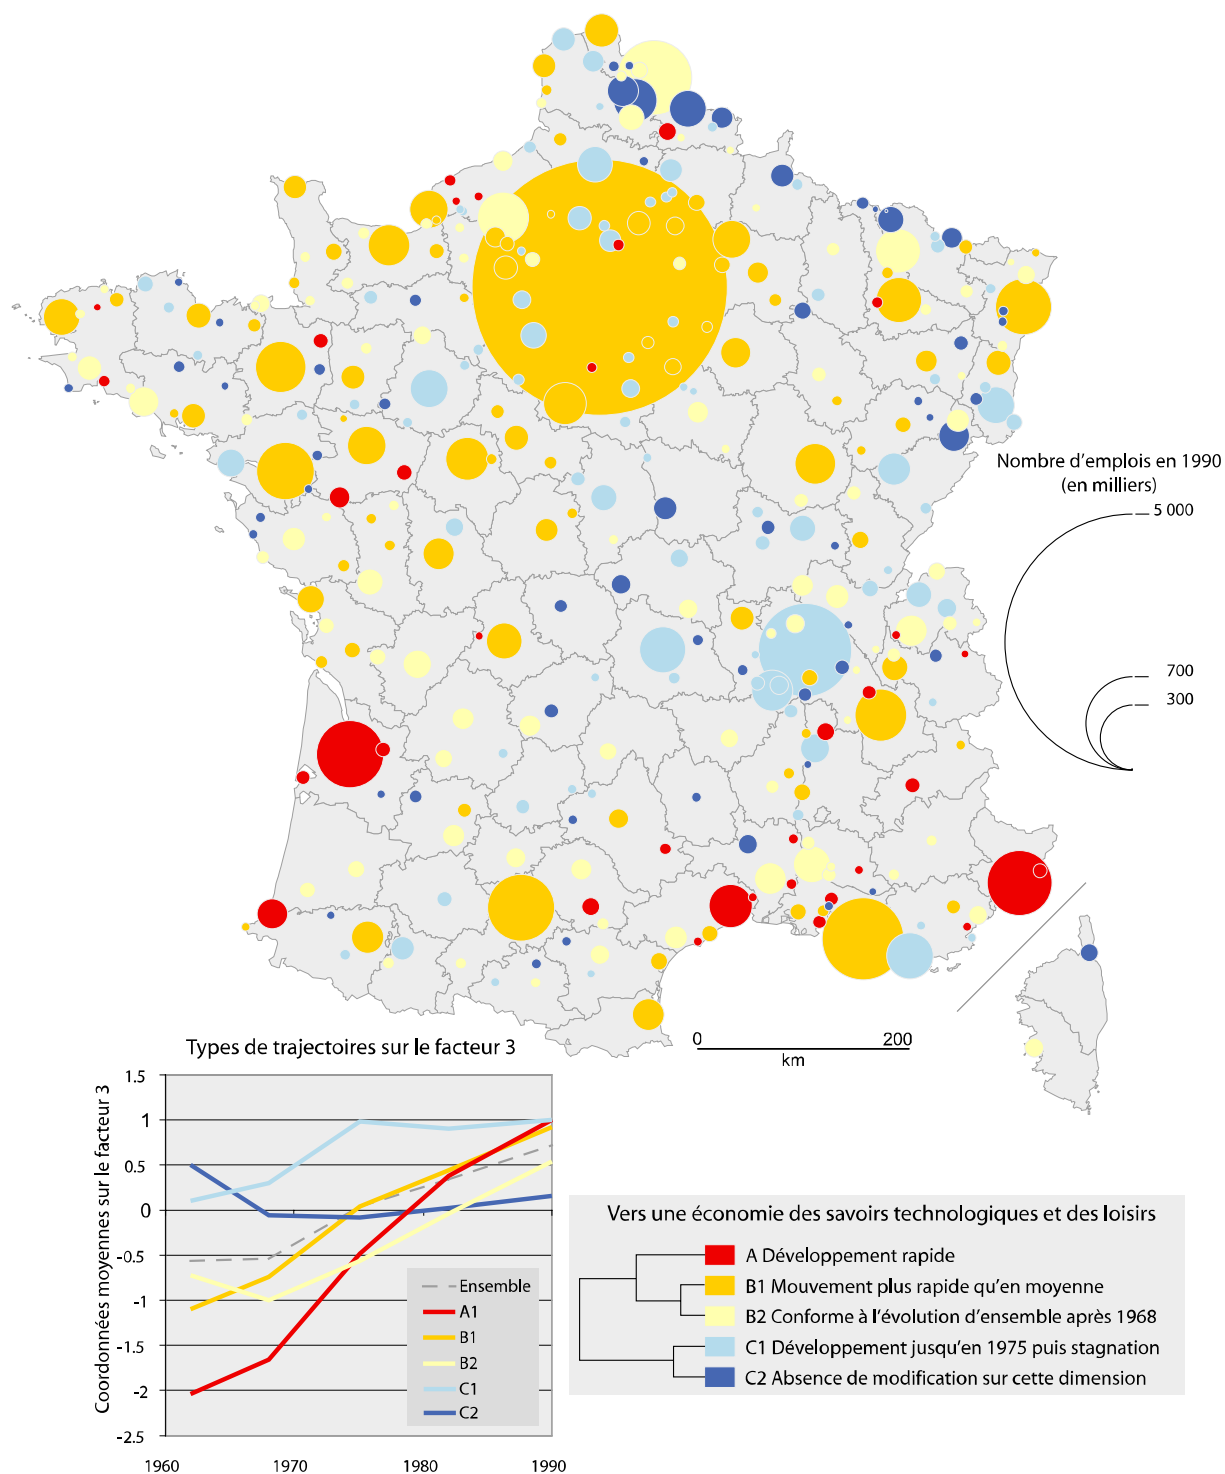 Nombre d'emplois en 1990
(en milliers)
5 000
700
300
0 200
km
Types de trajectoires sur le facteur 3
Coordonnées moyennes sur le facteur 3
1.5
1
0.5
0
-0.5
-1
-1.5
-2
-2.5
1960 1970 1980 1990
Ensemble
A1
B1
B2
C1
C2
Vers une économie des savoirs technologiques et des loisirs
A Développement rapide
B1 Mouvement plus rapide qu'en moyenne
B2 Conforme à l'évolution d'ensemble après 1968
C1 Développement jusqu'en 1975 puis stagnation
C2 Absence de modification sur cette dimension